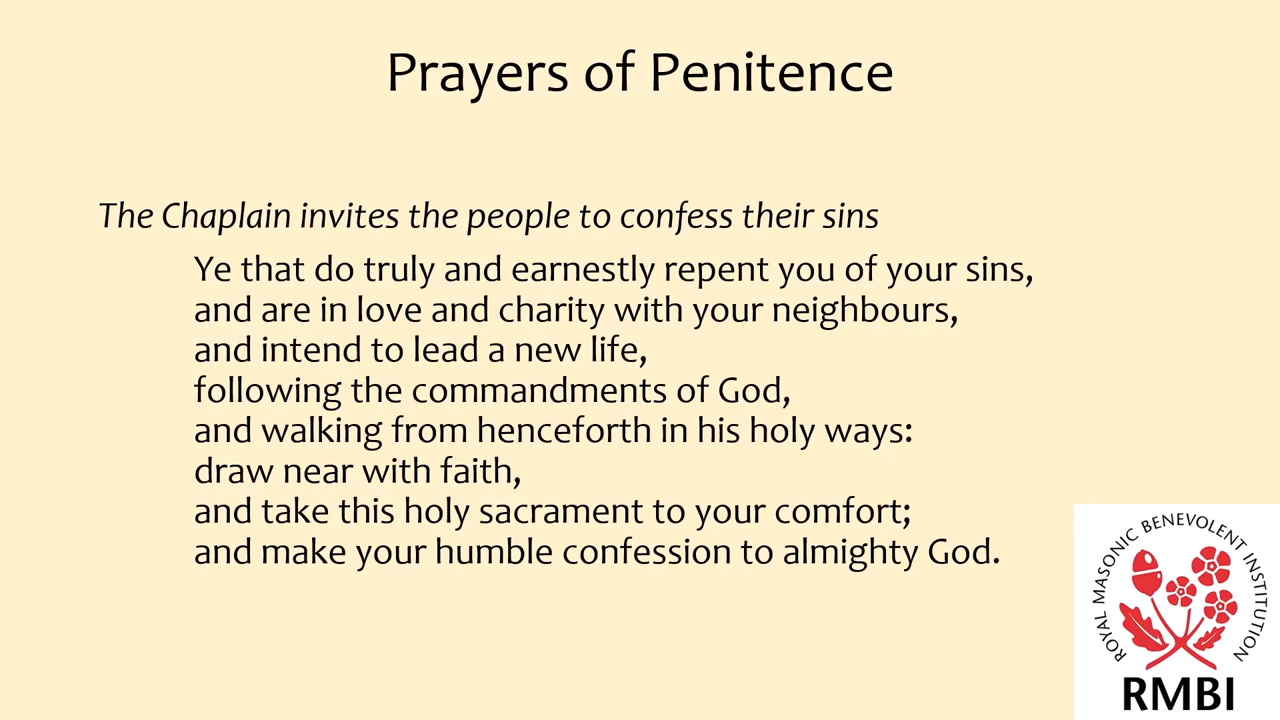 Prayers of Penitence
The Chaplain invites the people to confess their sins
Ye that do truly and earnestly repent you of your sins,
and are in love and charity with your neighbours,
and intend to lead a new life,
following the commandments of God,
and walking from henceforth in his holy ways:
draw near with faith,
and take this holy sacrament to your comfort;
and make your humble confession to almighty God.
ROYAL MASONIC BENEVOLENT INSTITUTION
RMBI